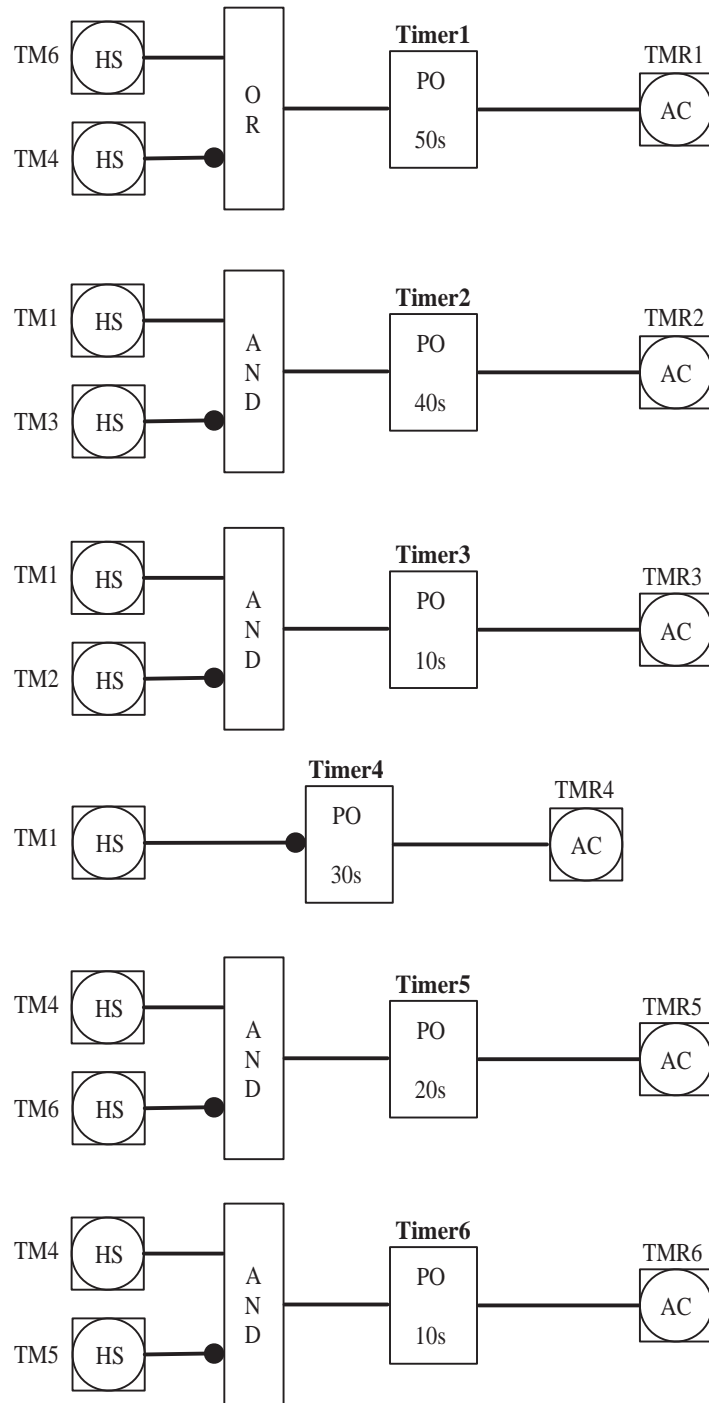 Timer1
TMR1
TM6 HS
O
R
PO
50s
AC
TM4 HS
Timer2
TMR2
TM1 HS
A
N
D
PO
40s
AC
TM3 HS
Timer3
TMR3
TM1 HS
A
N
D
PO
10s
AC
TM2 HS
Timer4
TMR4
TM1 HS
PO
30s
AC
Timer5
TMR5
TM4 HS
A
N
D
PO
20s
AC
TM6 HS
Timer6
TMR6
TM4 HS
A
N
D
PO
10s
AC
TM5 HS